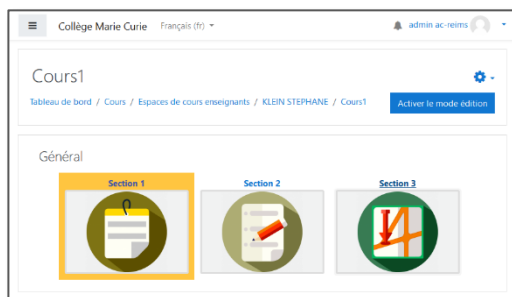 Collège Marie Curie Français (fr) admin ac-reims
Cours1
Tableau de bord / Cours / Espaces de cours enseignants / KLEIN STEPHANE / Cours1 Activer le mode édition
Général
Section 1 Section 2 Section 3